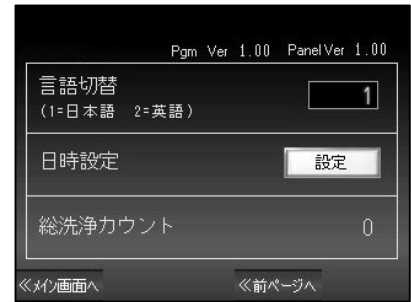 Pgm Ver 1.00 Panel Ver 1.00
言語切替
1
(1=日本語 2=英語)
日時設定
設定
総洗浄カウント
0
≪メイン画面へ
≪前ページへ